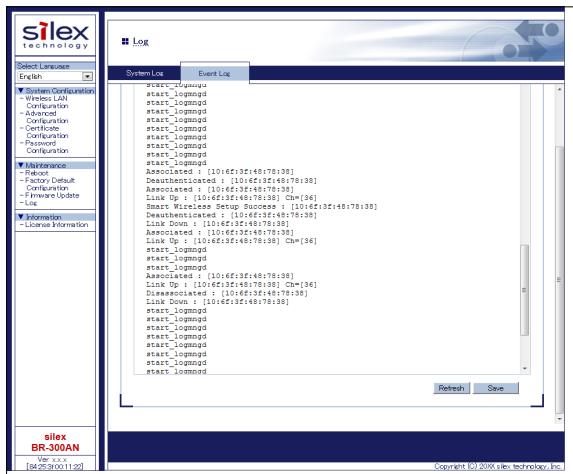 silex
technology
Select Language
English
▼ System Configuration
- Wireless LAN
Configuration
- Advanced
Configuration
- Certificate
Configuration
- Password
Configuration
▼ Maintenance
- Reboot
- Factory Default
Configuration
- Firmware Update
- Log
▼ Information
- License Information
silex
BR-300AN
Ver x.x.x
[84:25:3f:00:11:22]
Log
System Log
Event Log
start_logmngd
start_logmngd
start_logmngd
start_logmngd
start_logmngd
start_logmngd
start_logmngd
start_logmngd
start_logmngd
start_logmngd
Associated : [10:6f:3f:48:78:38]
Deauthenticated : [10:6f:3f:48:78:38]
Associated : [10:6f:3f:48:78:38]
Link Up : [10:6f:3f:48:78:38] Ch=[36]
Smart Wireless Setup Success : [10:6f:3f:48:78:38]
Deauthenticated : [10:6f:3f:48:78:38]
Link Down : [10:6f:3f:48:78:38]
Associated : [10:6f:3f:48:78:38]
Link Up : [10:6f:3f:48:78:38] Ch=[36]
start_logmngd
start_logmngd
start_logmngd
Associated : [10:6f:3f:48:78:38]
Link Up : [10:6f:3f:48:78:38] Ch=[36]
Disassociated : [10:6f:3f:48:78:38]
Link Down : [10:6f:3f:48:78:38]
start_logmngd
start_logmngd
start_logmngd
start_logmngd
start_logmngd
start_logmngd
start_logmngd
start_logmngd
Refresh
Save
Copyright (C) 20XX silex technology, Inc.